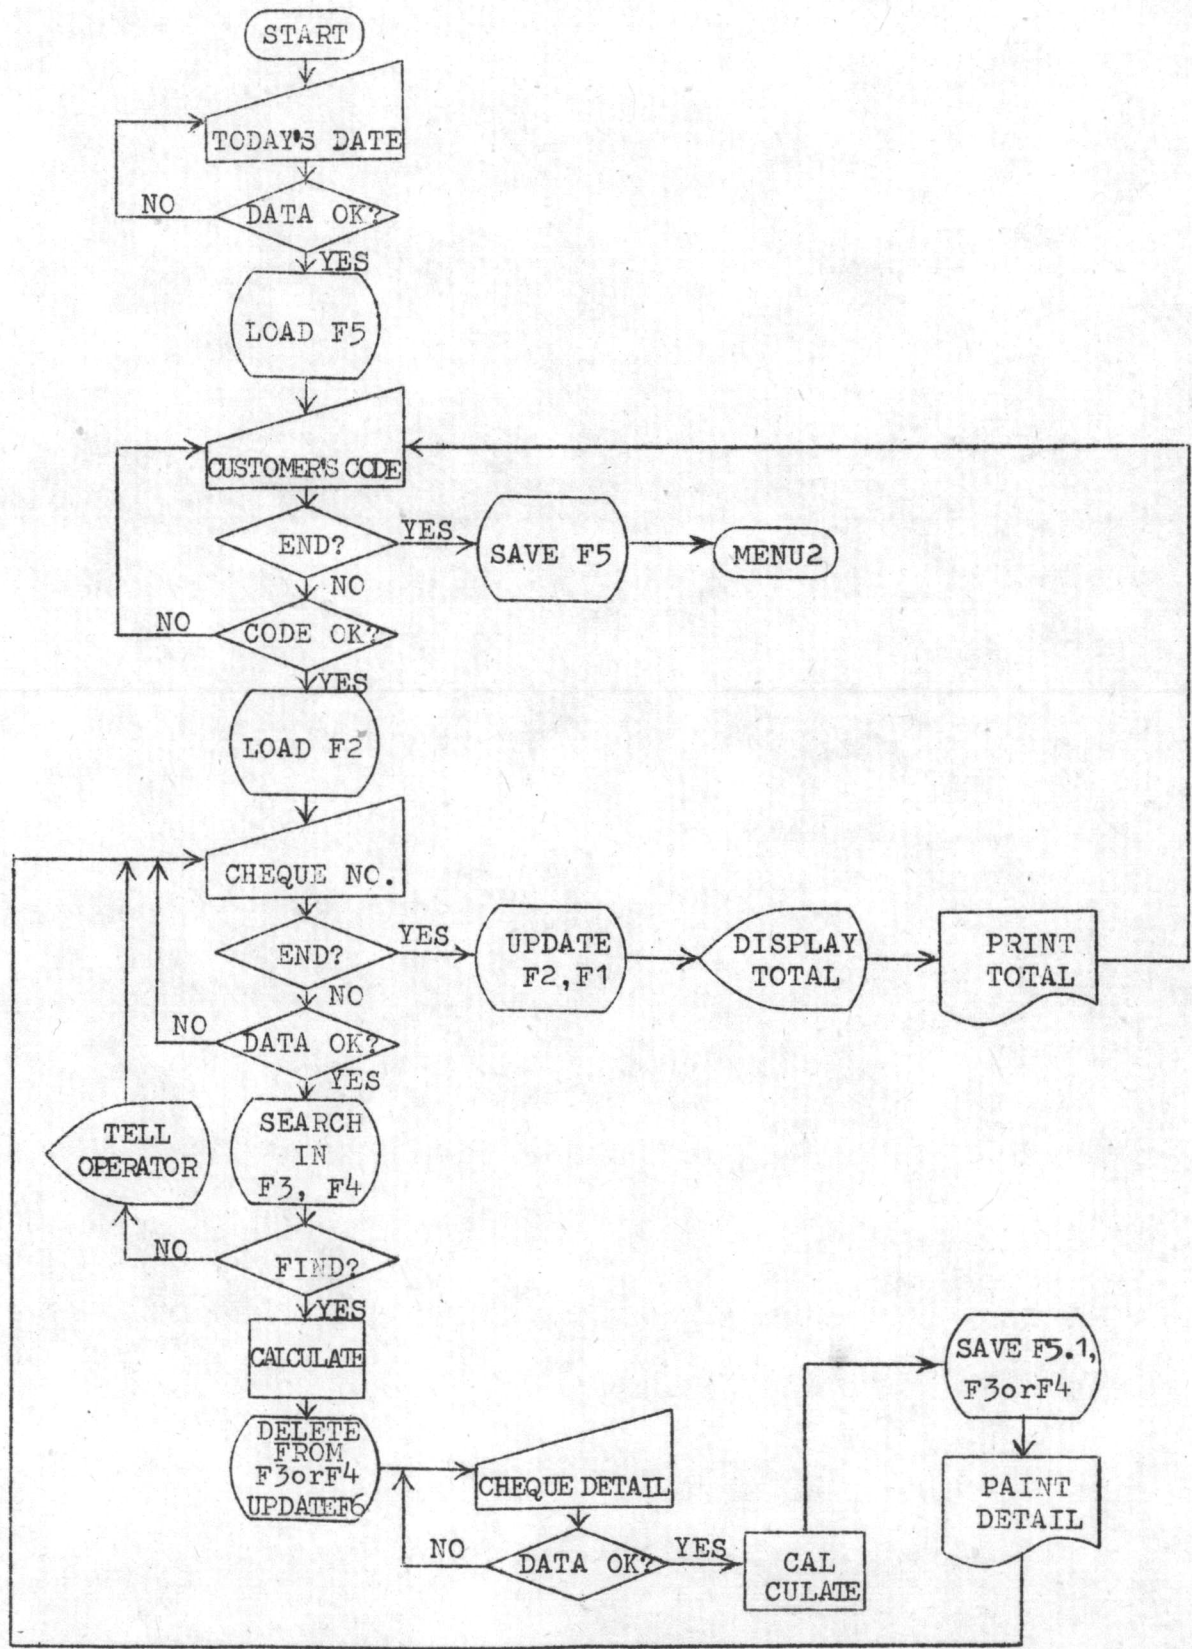 START
TODAY'S DATE
NO
DATA OK?
YES
LOAD F5
CUSTOMER'S CODE
END?
YES
SAVE F5
MENU2
NO
NO
CODE OK?
YES
LOAD F2
CHEQUE NO.
END?
YES
UPDATE
F2,F1
DISPLAY
TOTAL
PRINT
TOTAL
NO
NO
DATA OK?
YES
TELL
OPERATOR
SEARCH
IN
F3, F4
NO
FIND?
YES
CALCULATE
DELETE
FROM
F3orF4
UPDATEF6
CHEQUE DETAIL
NO
DATA OK?
YES
CAL
CULATE
SAVE F5.1,
F3orF4
PAINT
DETAIL